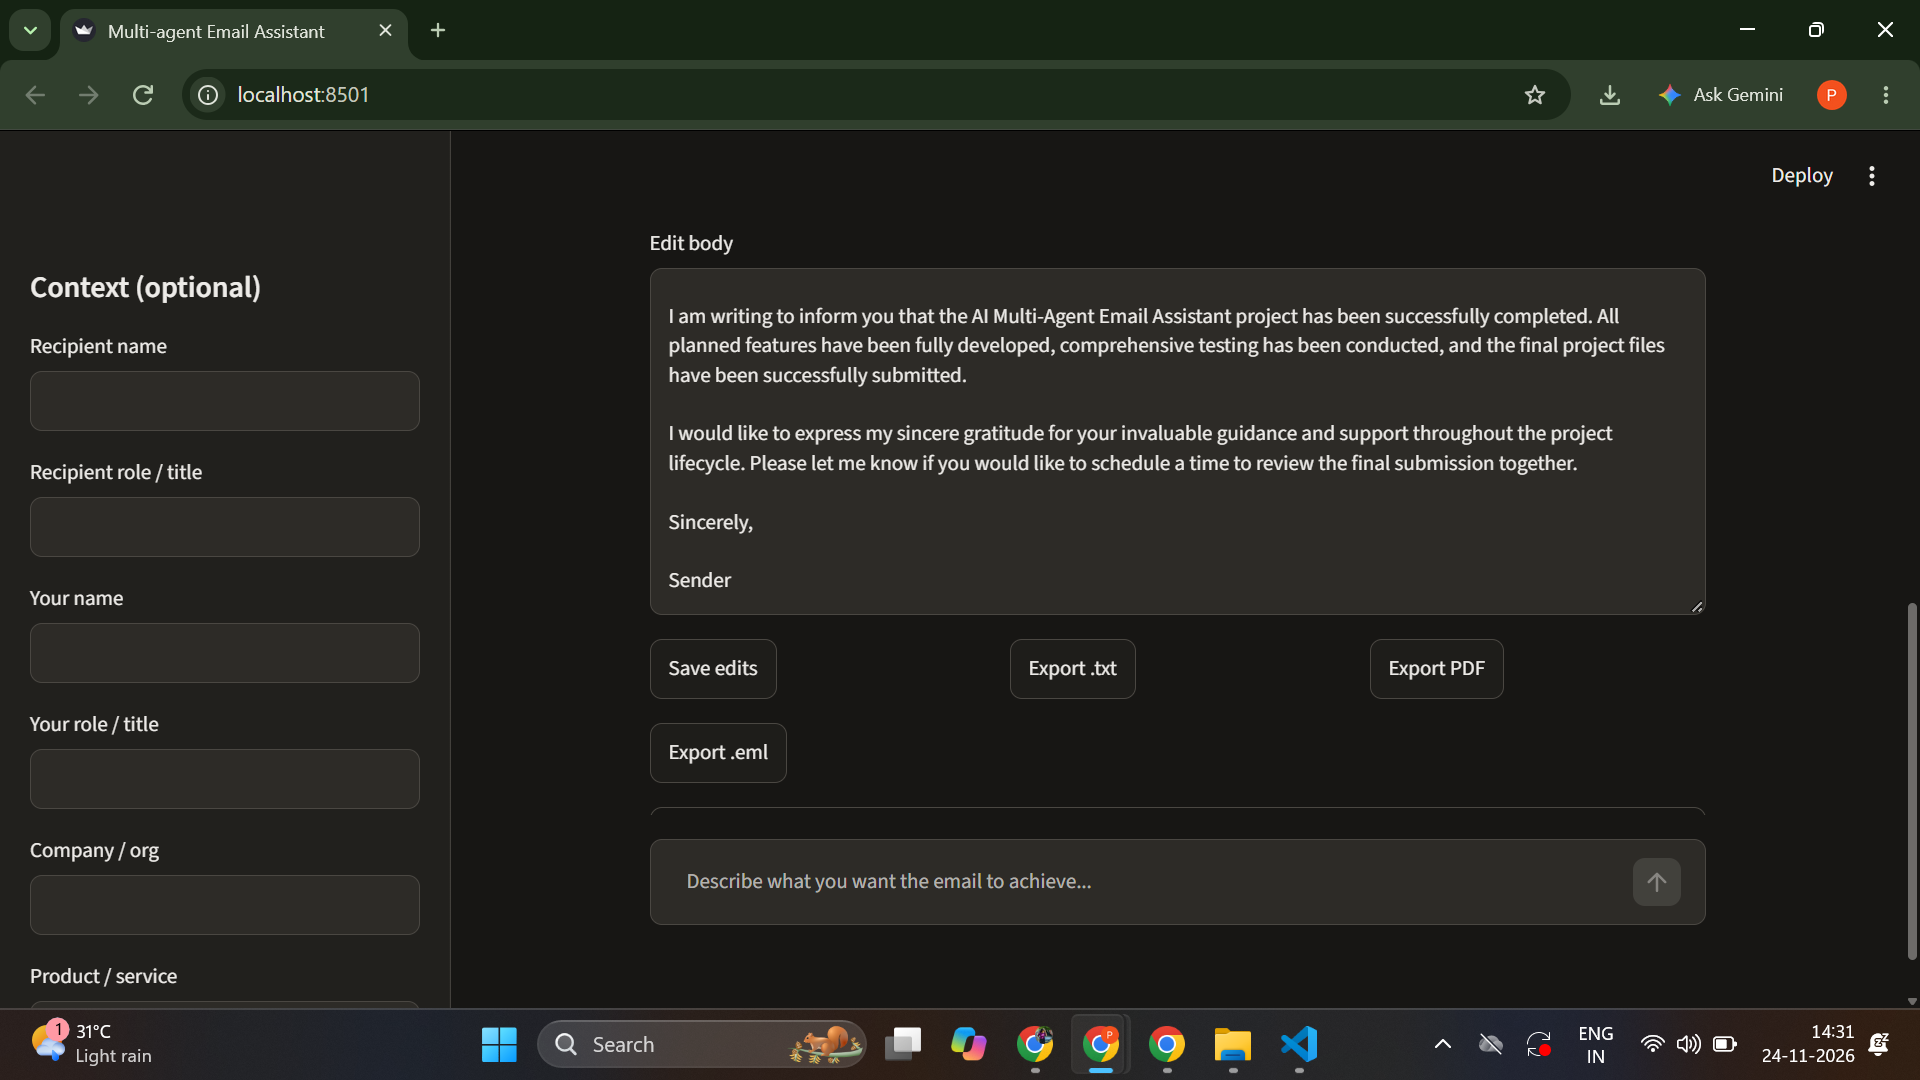 Multi-agent Email Assistant
localhost:8501
Ask Gemini
P
Deploy
Context (optional)
Recipient name
Recipient role / title
Your name
Your role / title
Company / org
Product / service
Edit body
I am writing to inform you that the AI Multi-Agent Email Assistant project has been successfully completed. All
planned features have been fully developed, comprehensive testing has been conducted, and the final project files
have been successfully submitted.
I would like to express my sincere gratitude for your invaluable guidance and support throughout the project
lifecycle. Please let me know if you would like to schedule a time to review the final submission together.
Sincerely,
Sender
Save edits
Export .txt
Export PDF
Export .eml
Describe what you want the email to achieve...
1
31°C
Light rain
Search
P
ENG
IN
14:31
24-11-2026